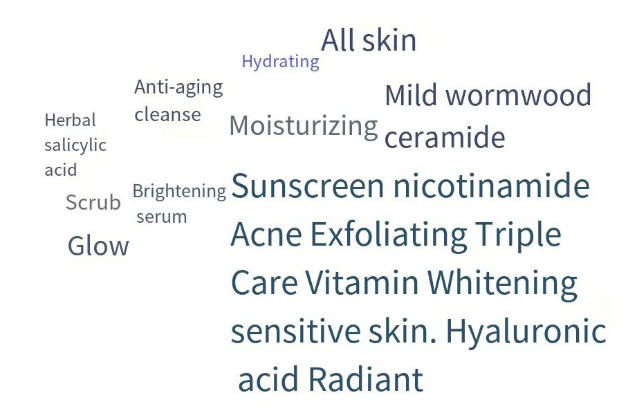 All skin
Hydrating
Anti-aging
cleanse
Mild wormwood
ceramide
Moisturizing
Herbal
salicylic
acid
Scrub
Brightening
serum
Glow
Sunscreen nicotinamide
Acne Exfoliating Triple
Care Vitamin Whitening
sensitive skin. Hyaluronic
acid Radiant